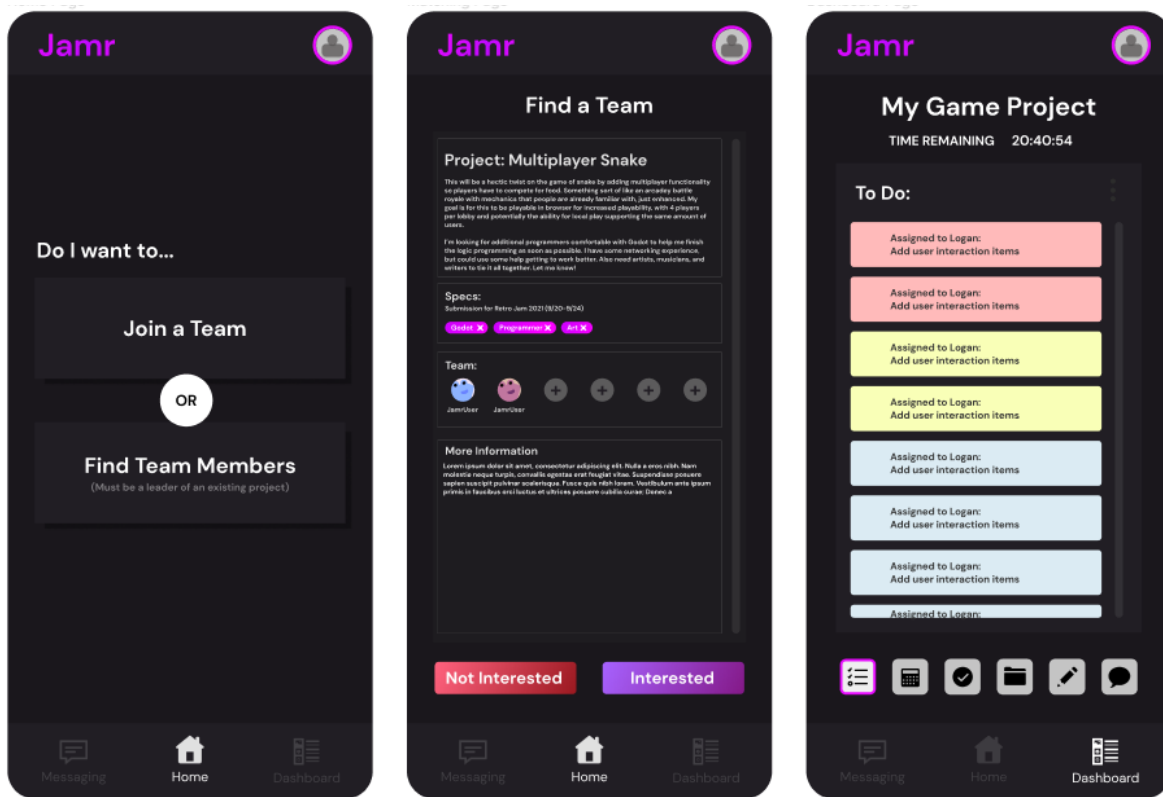 Jamr
Do I want to...
Join a Team
OR
Find Team Members
(Must be a leader of an existing project)
Messaging
Home
Dashboard
Jamr
Find a Team
Project: Multiplayer Snake
This will be a hectic twist on the game of snake by adding multiplayer functionality
so players have to compete for food. Something sort of like an arcadey battle
royale with mechanics that people are already familiar with, just enhanced. My
goal is for this to be playable in browser for increased playability, with 4 players
per lobby and potentially the ability for local play supporting the same amount of
users.
I'm looking for additional programmers comfortable with Godot to help me finish
the logic programming as soon as possible. I have some networking experience,
but could use some help getting to work better. Also need artists, musicians, and
writers to tie it all together. Let me know!
Specs:
Submission for Retro Jam 2021
Godot X
Programmer X
Art X
Team:
JamrUser
JamrUser
More Information
Lorem ipsum dolor sit amet, consectetur adipiscing elit. Nulla a eros nibh. Nam
molestie neque turpis, convallis egestas erat feugiat vitae. Suspendisse posuere
sapien suscipit pulvinar scelerisque. Fusce quis nibh lorem. Vestibulum ante ipsum
primis in faucibus orci luctus et ultrices posuere cubilia curae; Donec a
Not Interested
Interested
Messaging
Home
Dashboard
Jamr
My Game Project
TIME REMAINING 20:40:54
To Do:
Assigned to Logan:
Add user interaction items
Assigned to Logan:
Add user interaction items
Assigned to Logan:
Add user interaction items
Assigned to Logan:
Add user interaction items
Assigned to Logan:
Add user interaction items
Assigned to Logan:
Add user interaction items
Assigned to Logan:
Add user interaction items
Assigned to Logan:
Messaging
Home
Dashboard